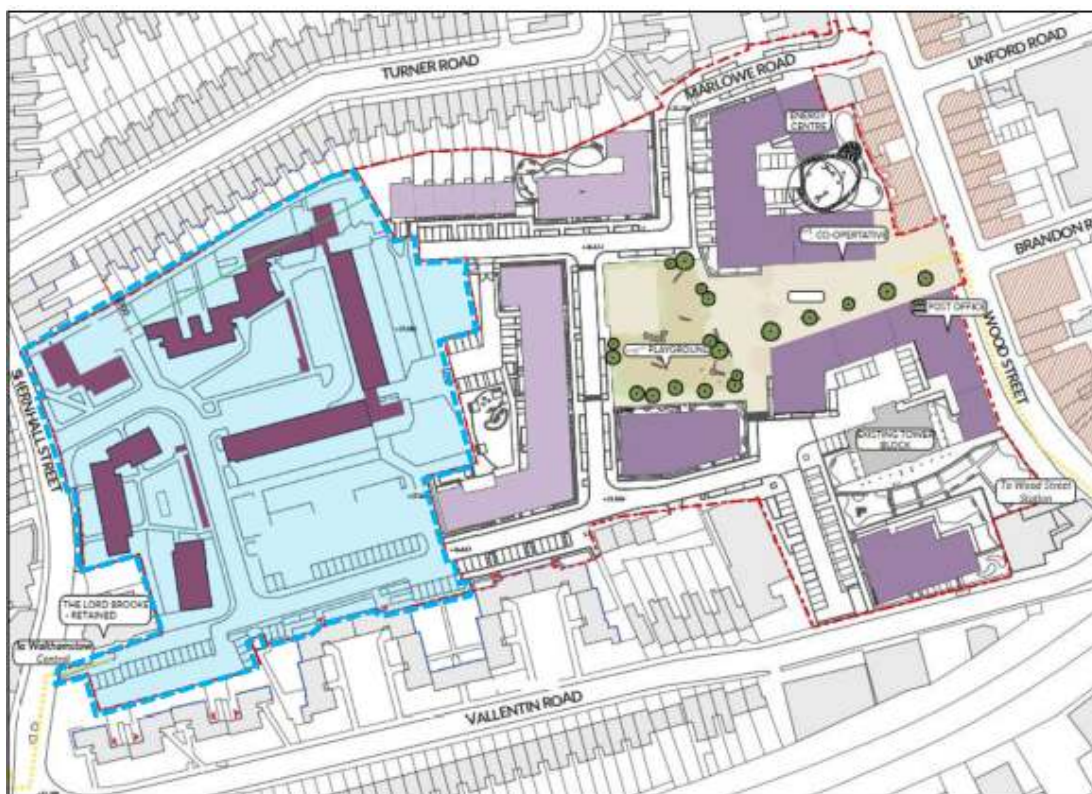 TURNER ROAD
MARLOWE ROAD
LINFORD ROAD
ENERGY
CENTRE
CO-OPERTATIVE
BRANDON R
POST OFFICE
WOOD STREET
PLAYGROUND
EXISTING TOWER
BLOCK
To Wood Street
Station
SHERNHALL STREET
THE LORD BROOKE
- RETAINED
To Walthamstow
Central
VALLENTIN ROAD